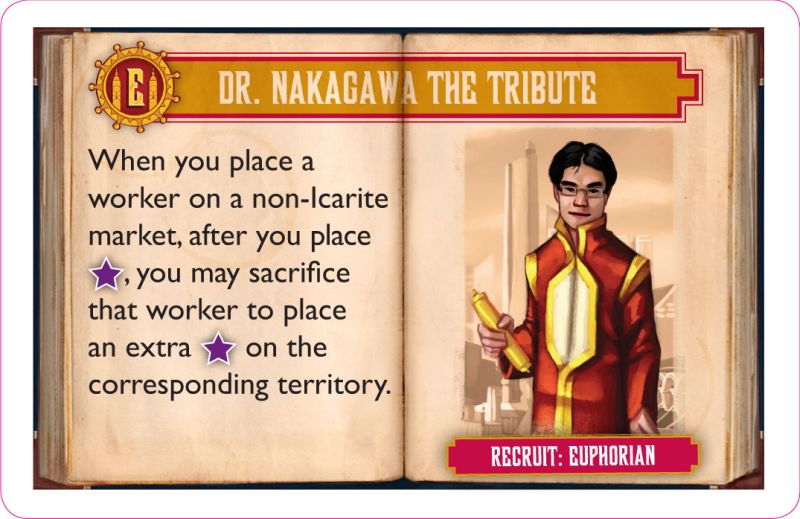 E
DR. NAKAGAWA THE TRIBUTE
When you place a
worker on a non-Icarite
market, after you place
★, you may sacrifice
that worker to place
an extra ★ on the
corresponding territory.
RECRUIT: EUPHORIAN